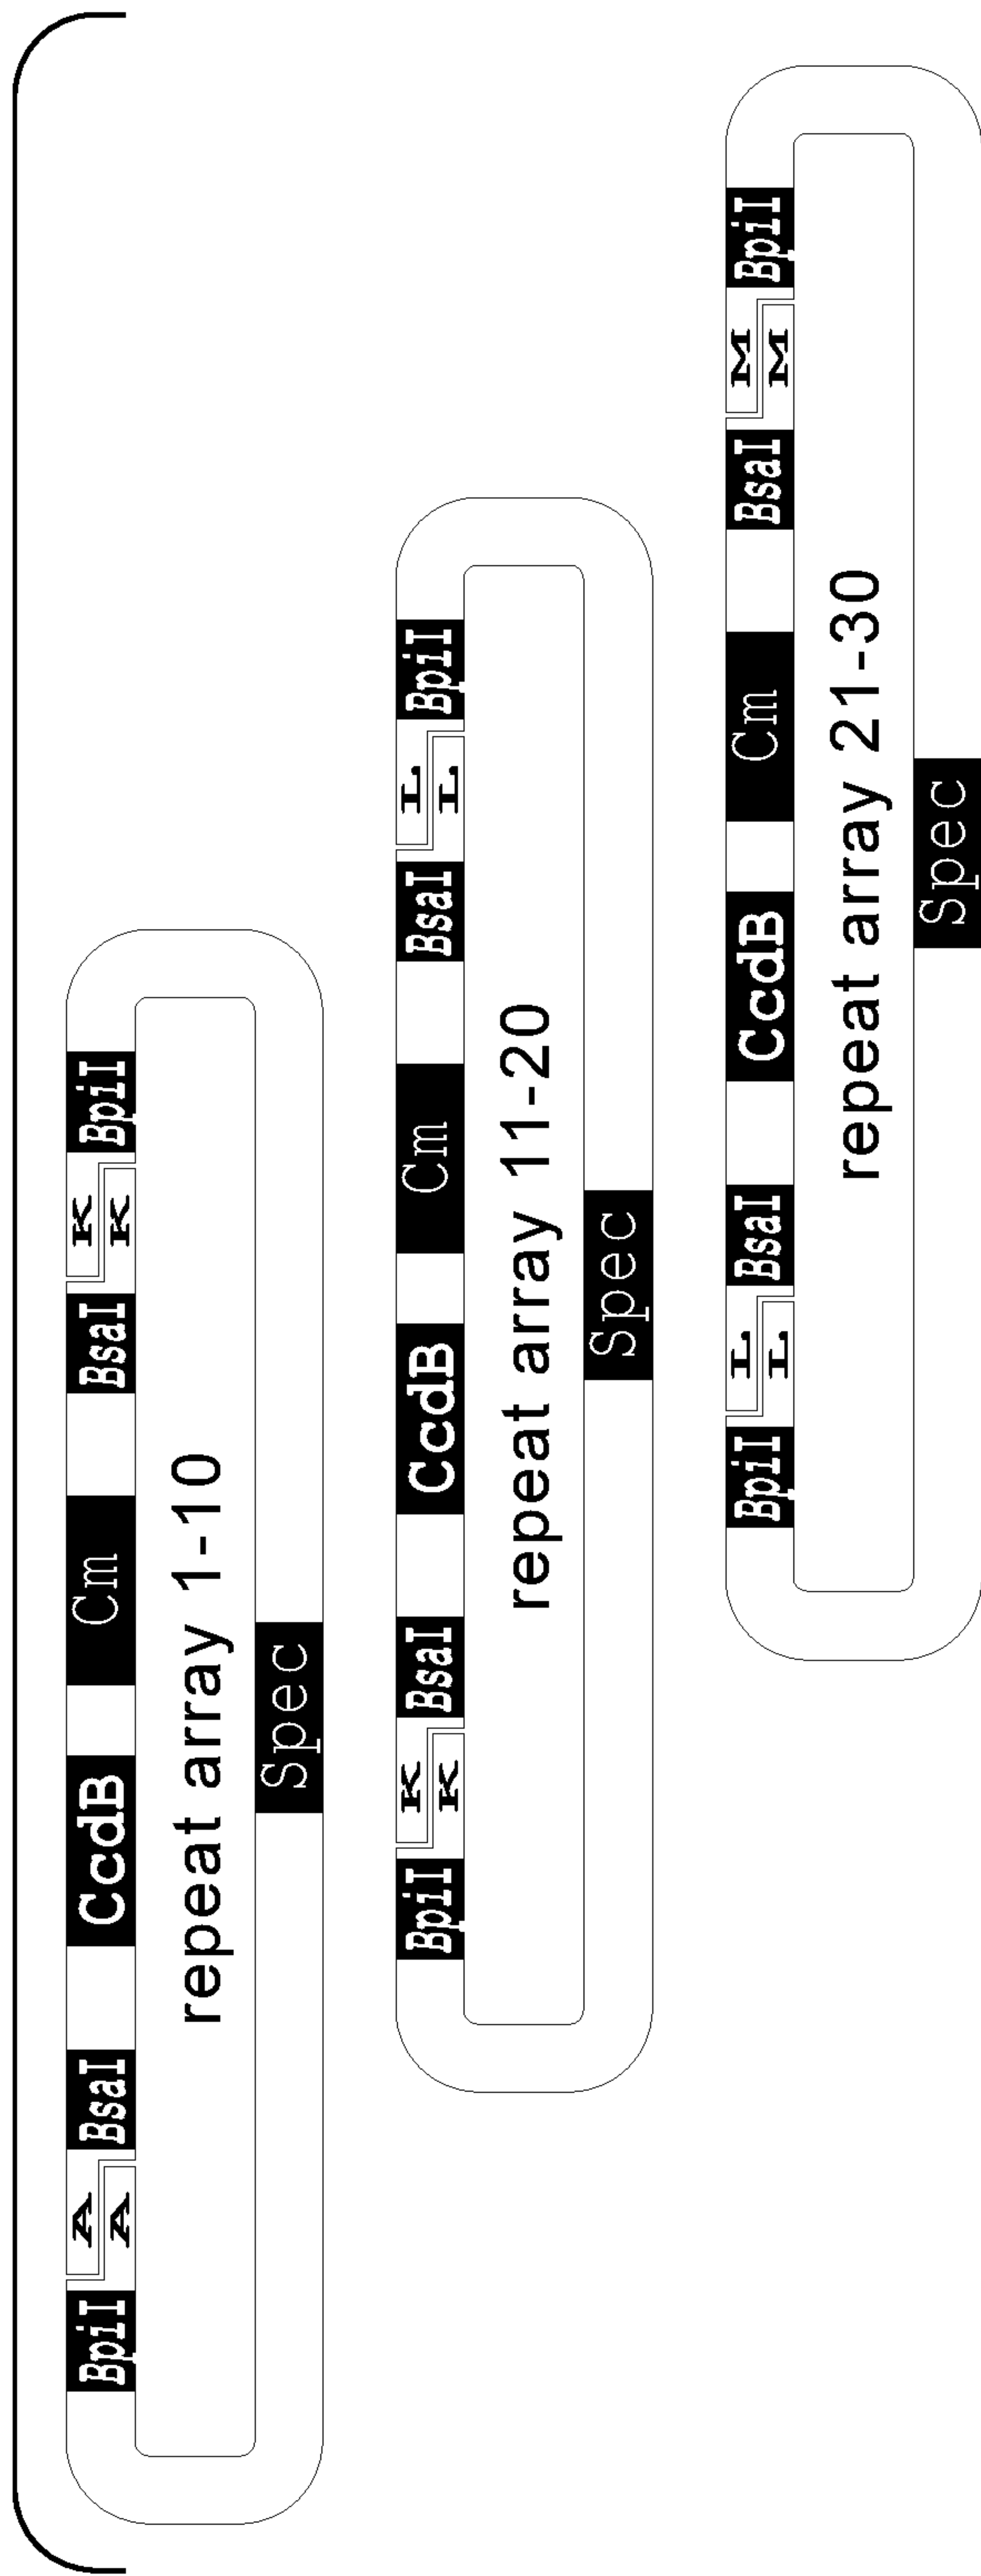 BpiI A A BsaI CcdB Cm BsaI K K BpiI
repeat array 1-10
Spec
BpiI K K BsaI CcdB Cm BsaI L L BpiI
repeat array 11-20
Spec
BpiI L L BsaI CcdB Cm BsaI M M BpiI
repeat array 21-30
Spec